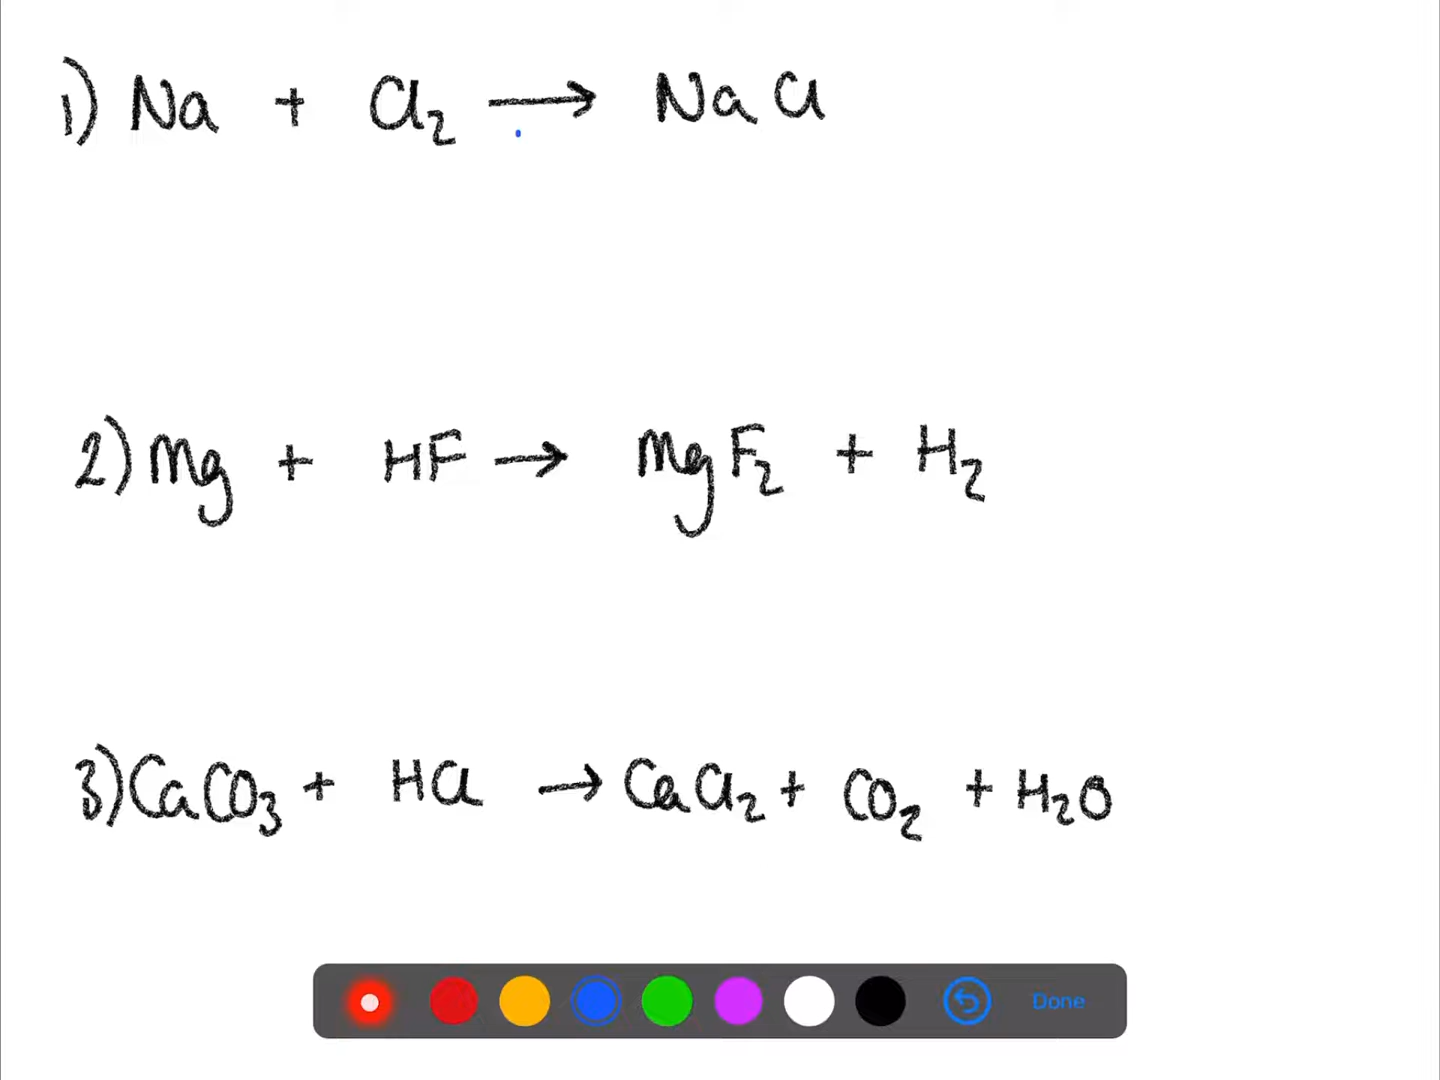 1) Na + Cl₂ → NaCl
2) Mg + HF → MgF₂ + H₂
3) CaCO₃ + HCl → CaCl₂ + CO₂ + H₂O
Done